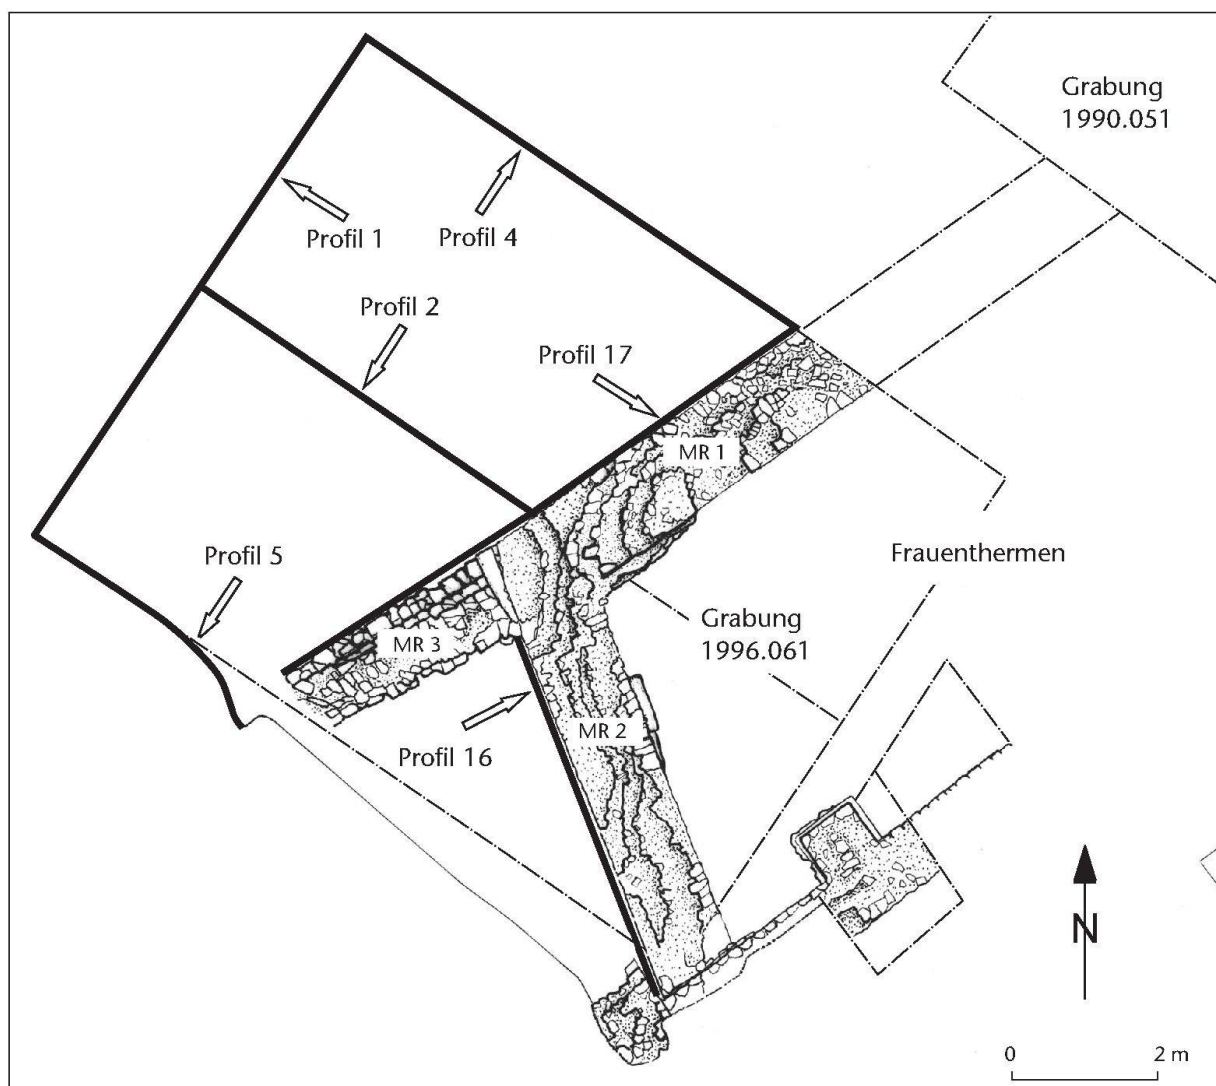 Grabung
1990.051
Profil 1
Profil 4
Profil 2
Profil 17
MR 1
Profil 5
Frauenthermen
Grabung
1996.061
MR 3
MR 2
Profil 16
N
0 2 m